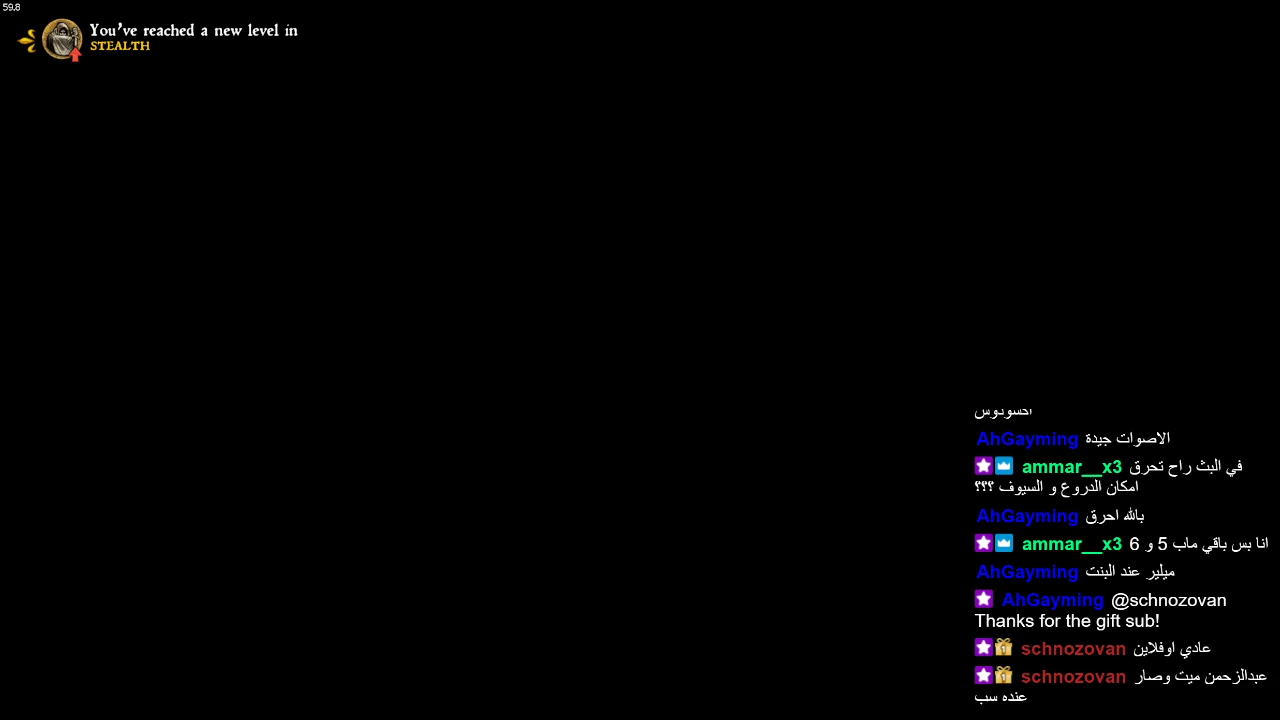 59.8
You've reached a new level in
STEALTH
AhGayming الاصوات جيدة
ammar__x3 في البث راح تحرق
امكان الدروع و السيوف ؟؟؟
AhGayming بالله احرق
ammar__x3 انا بس باقي ماب 5 و 6
AhGayming ميلير عند البنت
AhGayming @schnozovan
Thanks for the gift sub!
schnozovan عادي اوفلاين
schnozovan عبدالزحمن ميت وصار
عنده سب